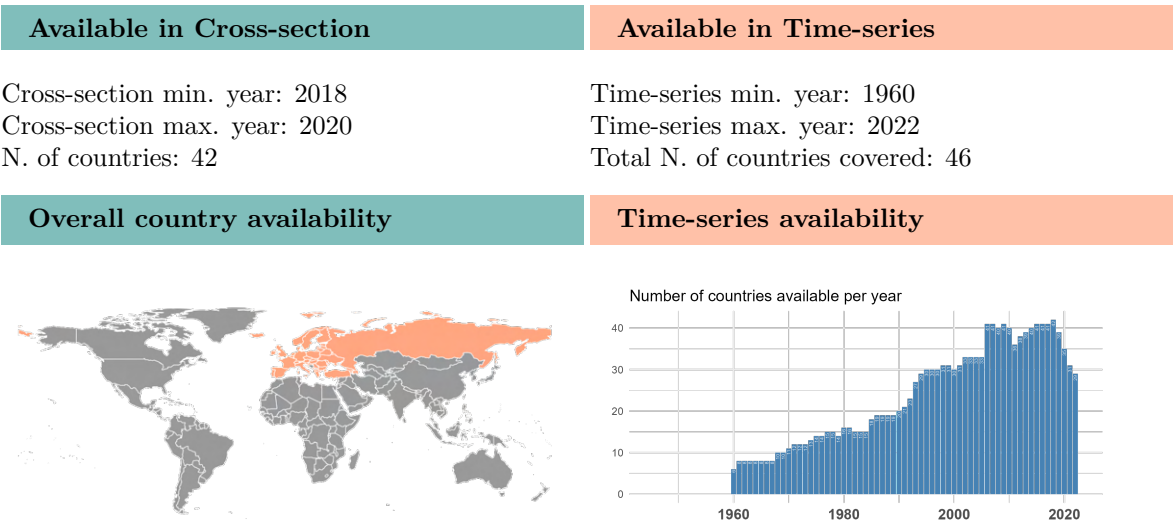 Available in Cross-section
Cross-section min. year: 2018
Cross-section max. year: 2020
N. of countries: 42
Available in Time-series
Time-series min. year: 1960
Time-series max. year: 2022
Total N. of countries covered: 46
Overall country availability
Time-series availability
Number of countries available per year
40
30
20
10
0
1960 1980 2000 2020